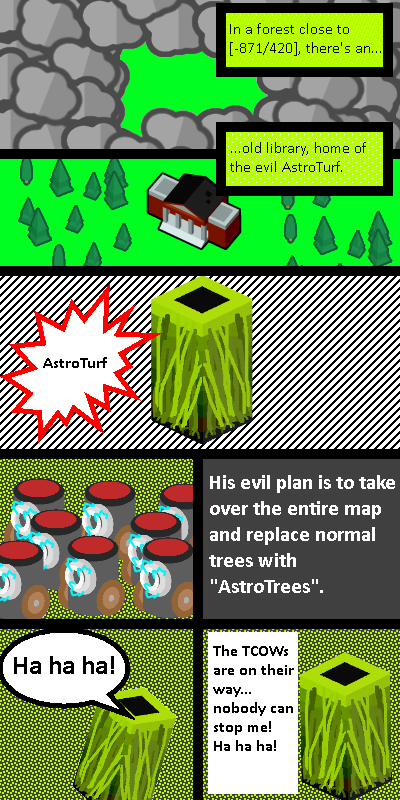 In a forest close to
[-871/420], there's an...
...old library, home of
the evil AstroTurf.
AstroTurf
His evil plan is to take
over the entire map
and replace normal
trees with
"AstroTrees".
Ha ha ha!
The TCOWs
are on their
way...
nobody can
stop me!
Ha ha ha!